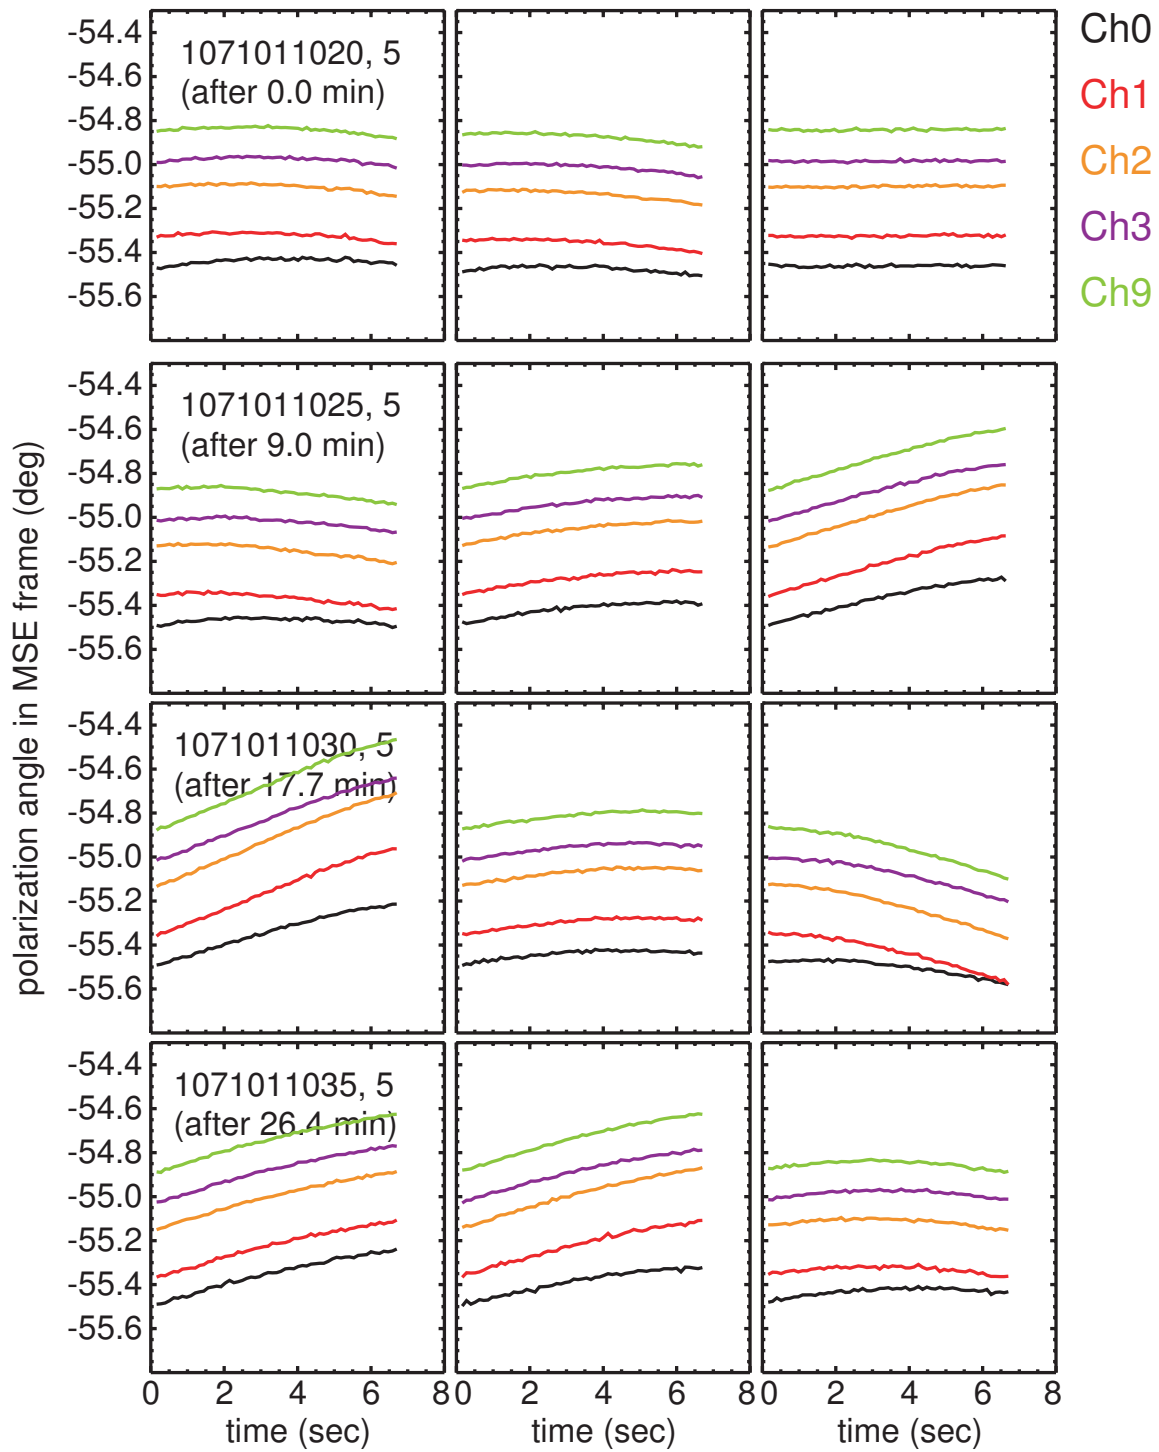 -54.4
-54.6
-54.8
-55.0
-55.2
-55.4
-55.6
1071011020, 5
(after 0.0 min)
Ch0
Ch1
Ch2
Ch3
Ch9
-54.4
-54.6
-54.8
-55.0
-55.2
-55.4
-55.6
1071011025, 5
(after 9.0 min)
polarization angle in MSE frame (deg)
-54.4
-54.6
-54.8
-55.0
-55.2
-55.4
-55.6
1071011030, 5
(after 17.7 min)
-54.4
-54.6
-54.8
-55.0
-55.2
-55.4
-55.6
1071011035, 5
(after 26.4 min)
0 2 4 6 8 2 4 6 8 0 2 4 6 8
time (sec) time (sec) time (sec)